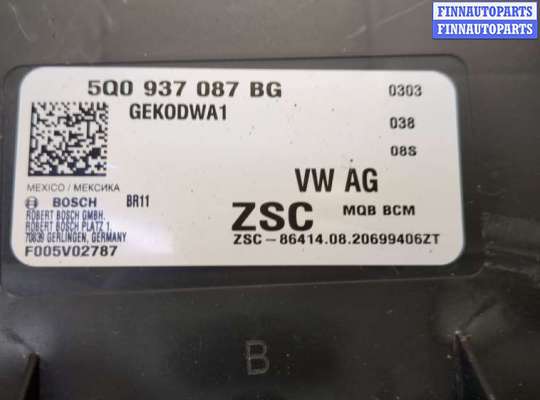 FINNAUTOPARTS
FINNAUTOPARTS
FINNAUTOPARTS
5Q0 937 087 BG
0303
GEKODWA1
038
08S
MEXICO / МЕКСИКА
VW AG
BOSCH BR11
ROBERT BOSCH GMBH.
ROBERT BOSCH PLATZ 1,
70839 GERLINGEN, GERMANY
F005V02787
ZSC MQB BCM
ZSC-86414.08.20699406ZT
B